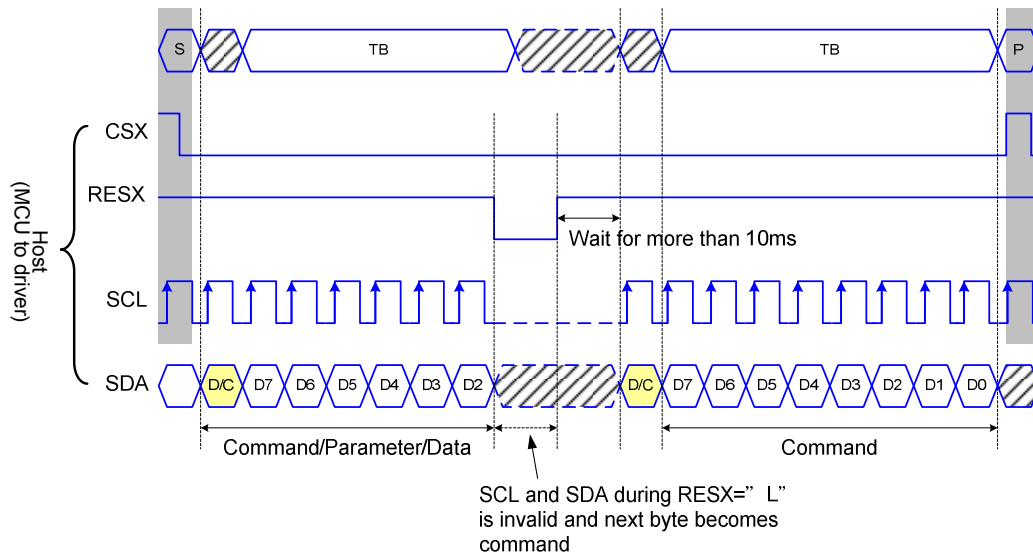 S TB TB P
CSX
RESX
Wait for more than 10ms
Host
(MCU to driver)
SCL
SDA D/C D7 D6 D5 D4 D3 D2 D/C D7 D6 D5 D4 D3 D2 D1 D0
Command/Parameter/Data Command
SCL and SDA during RESX=” L”
is invalid and next byte becomes
command